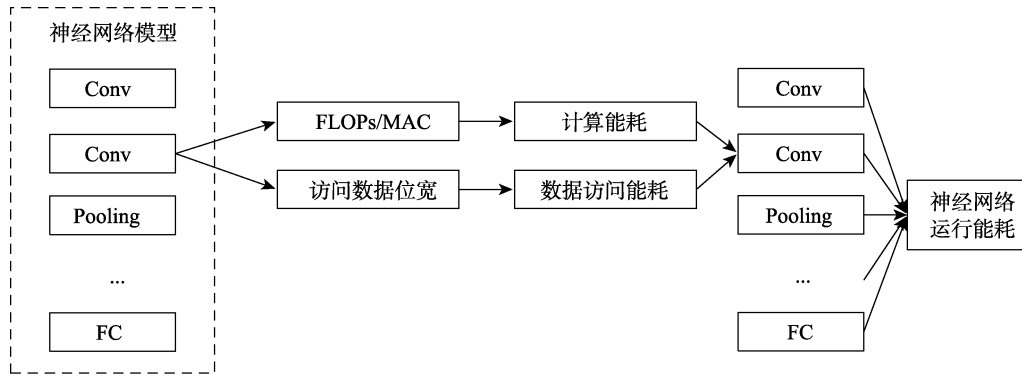 神经网络模型
Conv
Conv
Pooling
...
FC
FLOPs/MAC
访问数据位宽
计算能耗
数据访问能耗
Conv
Conv
Pooling
...
FC
神经网络
运行能耗